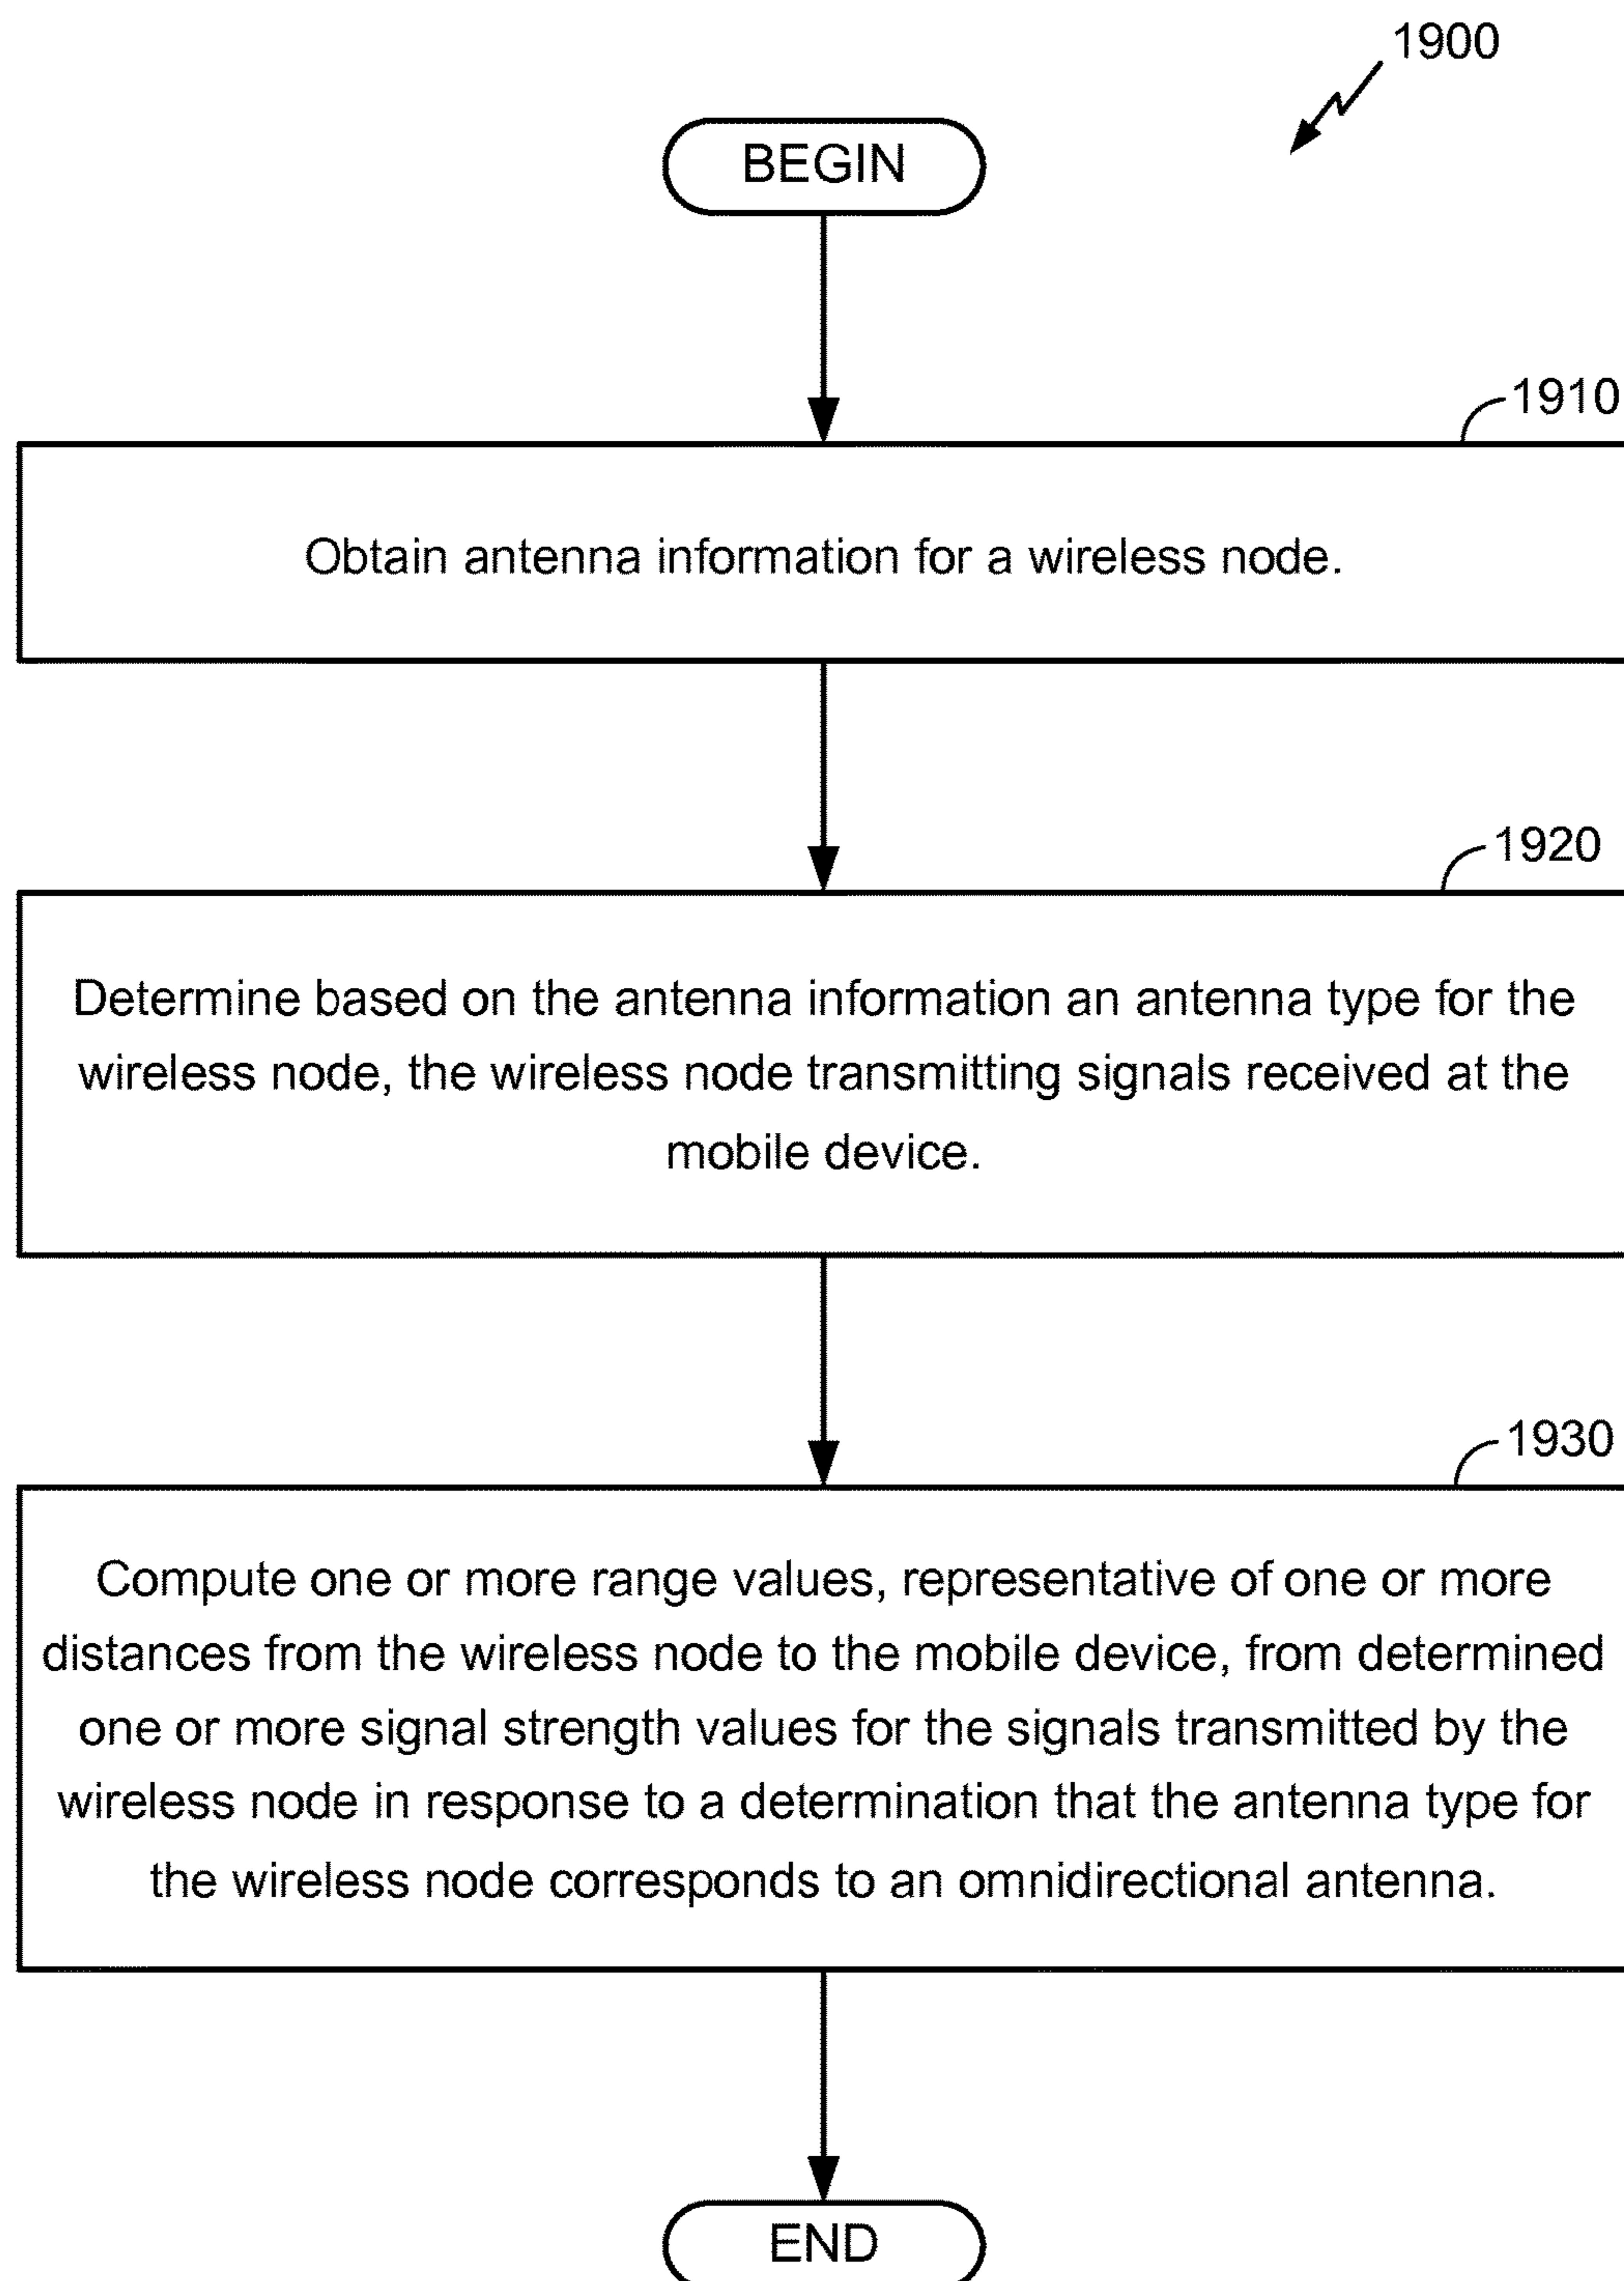 1900
BEGIN
1910
Obtain antenna information for a wireless node.
1920
Determine based on the antenna information an antenna type for the
wireless node, the wireless node transmitting signals received at the
mobile device.
1930
Compute one or more range values, representative of one or more
distances from the wireless node to the mobile device, from determined
one or more signal strength values for the signals transmitted by the
wireless node in response to a determination that the antenna type for
the wireless node corresponds to an omnidirectional antenna.
END